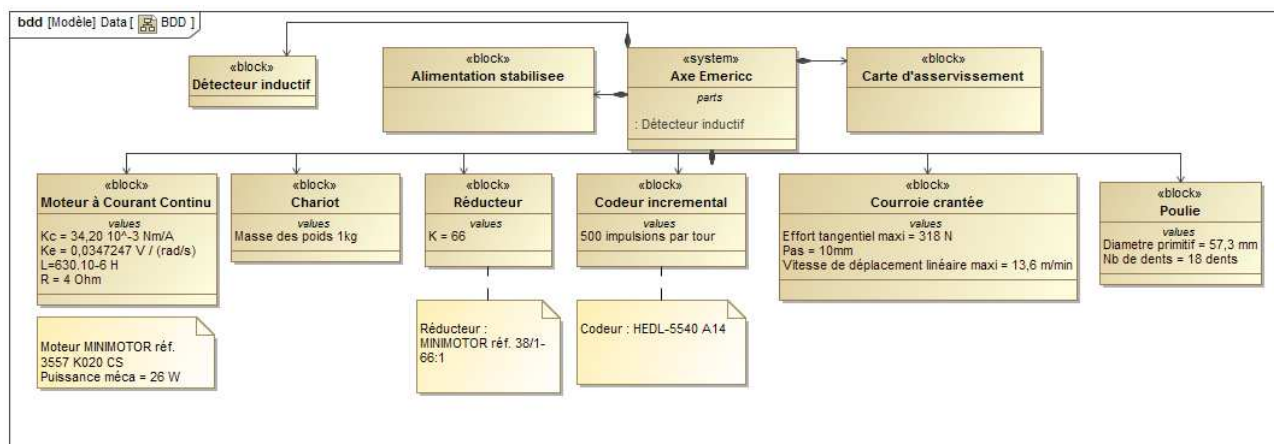 bdd [Modèle] Data [ BDD ]
«block»
Détecteur inductif
«block»
Alimentation stabilisee
«system»
Axe Emericc
parts
: Détecteur inductif
«block»
Carte d'asservissement
«block»
Moteur à Courant Continu
values
Kc = 34,20 10^-3 Nm/A
Ke = 0,0347247 V / (rad/s)
L=630.10-6 H
R = 4 Ohm
«block»
Chariot
values
Masse des poids 1kg
«block»
Réducteur
values
K = 66
«block»
Codeur incremental
values
500 impulsions par tour
«block»
Courroie crantée
values
Effort tangentiel maxi = 318 N
Pas = 10mm
Vitesse de déplacement linéaire maxi = 13,6 m/min
«block»
Poulie
values
Diametre primitif = 57,3 mm
Nb de dents = 18 dents
Moteur MINIMOTOR réf.
3557 K020 CS
Puissance méca = 26 W
Réducteur :
MINIMOTOR réf. 38/1-
66:1
Codeur : HEDL-5540 A14